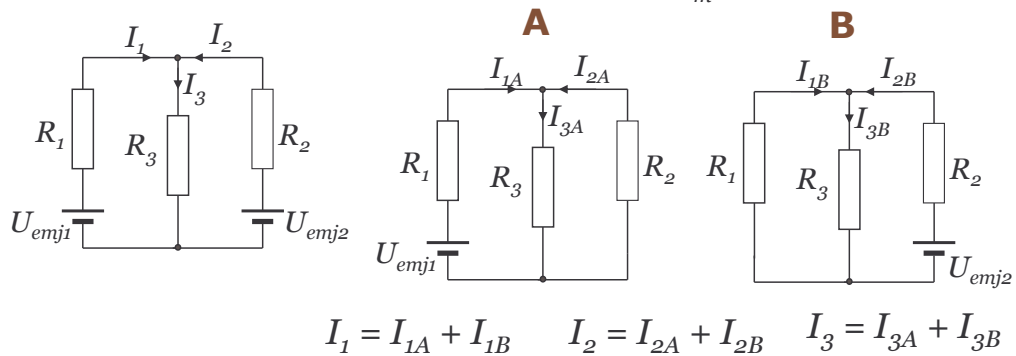 m
A B
I1 I2 I1A I2A I1B I2B
I3 I3A I3B
R1 R3 R2 R1 R3 R2 R1 R3 R2
Uemj1 Uemj2 Uemj1 Uemj2
I1 = I1A + I1B I2 = I2A + I2B I3 = I3A + I3B